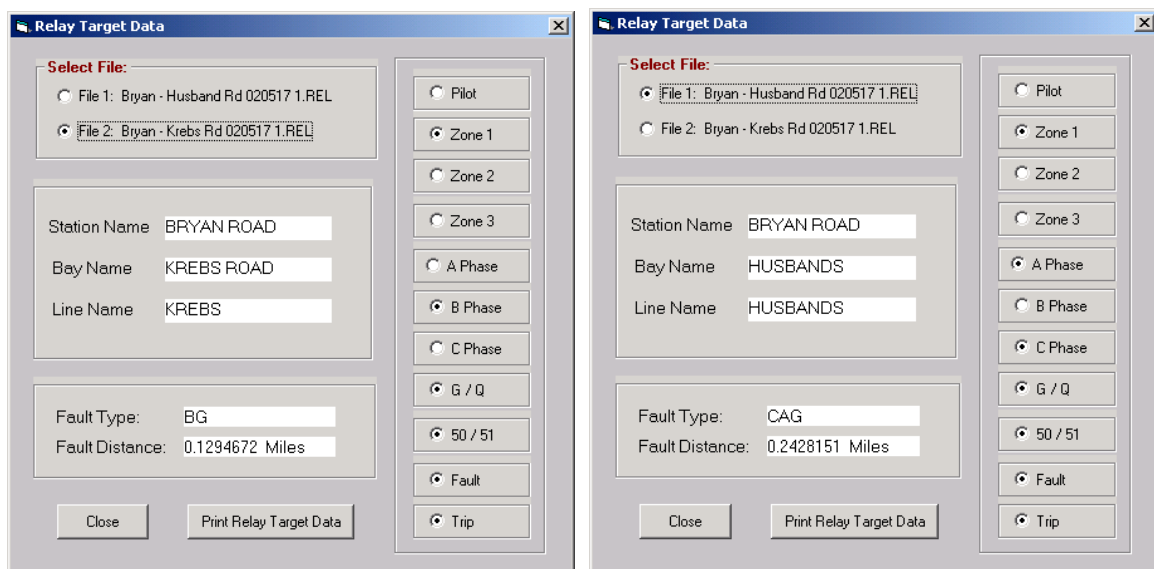 Relay Target Data
Select File:
File 1: Bryan - Husband Rd 020517 1.REL
File 2: Bryan - Krebs Rd 020517 1.REL
Station Name BRYAN ROAD
Bay Name KREBS ROAD
Line Name KREBS
Fault Type: BG
Fault Distance: 0.1294672 Miles
Close Print Relay Target Data
Pilot
Zone 1
Zone 2
Zone 3
A Phase
B Phase
C Phase
G / Q
50 / 51
Fault
Trip
Relay Target Data
Select File:
File 1: Bryan - Husband Rd 020517 1.REL
File 2: Bryan - Krebs Rd 020517 1.REL
Station Name BRYAN ROAD
Bay Name HUSBANDS
Line Name HUSBANDS
Fault Type: CAG
Fault Distance: 0.2428151 Miles
Close Print Relay Target Data
Pilot
Zone 1
Zone 2
Zone 3
A Phase
B Phase
C Phase
G / Q
50 / 51
Fault
Trip